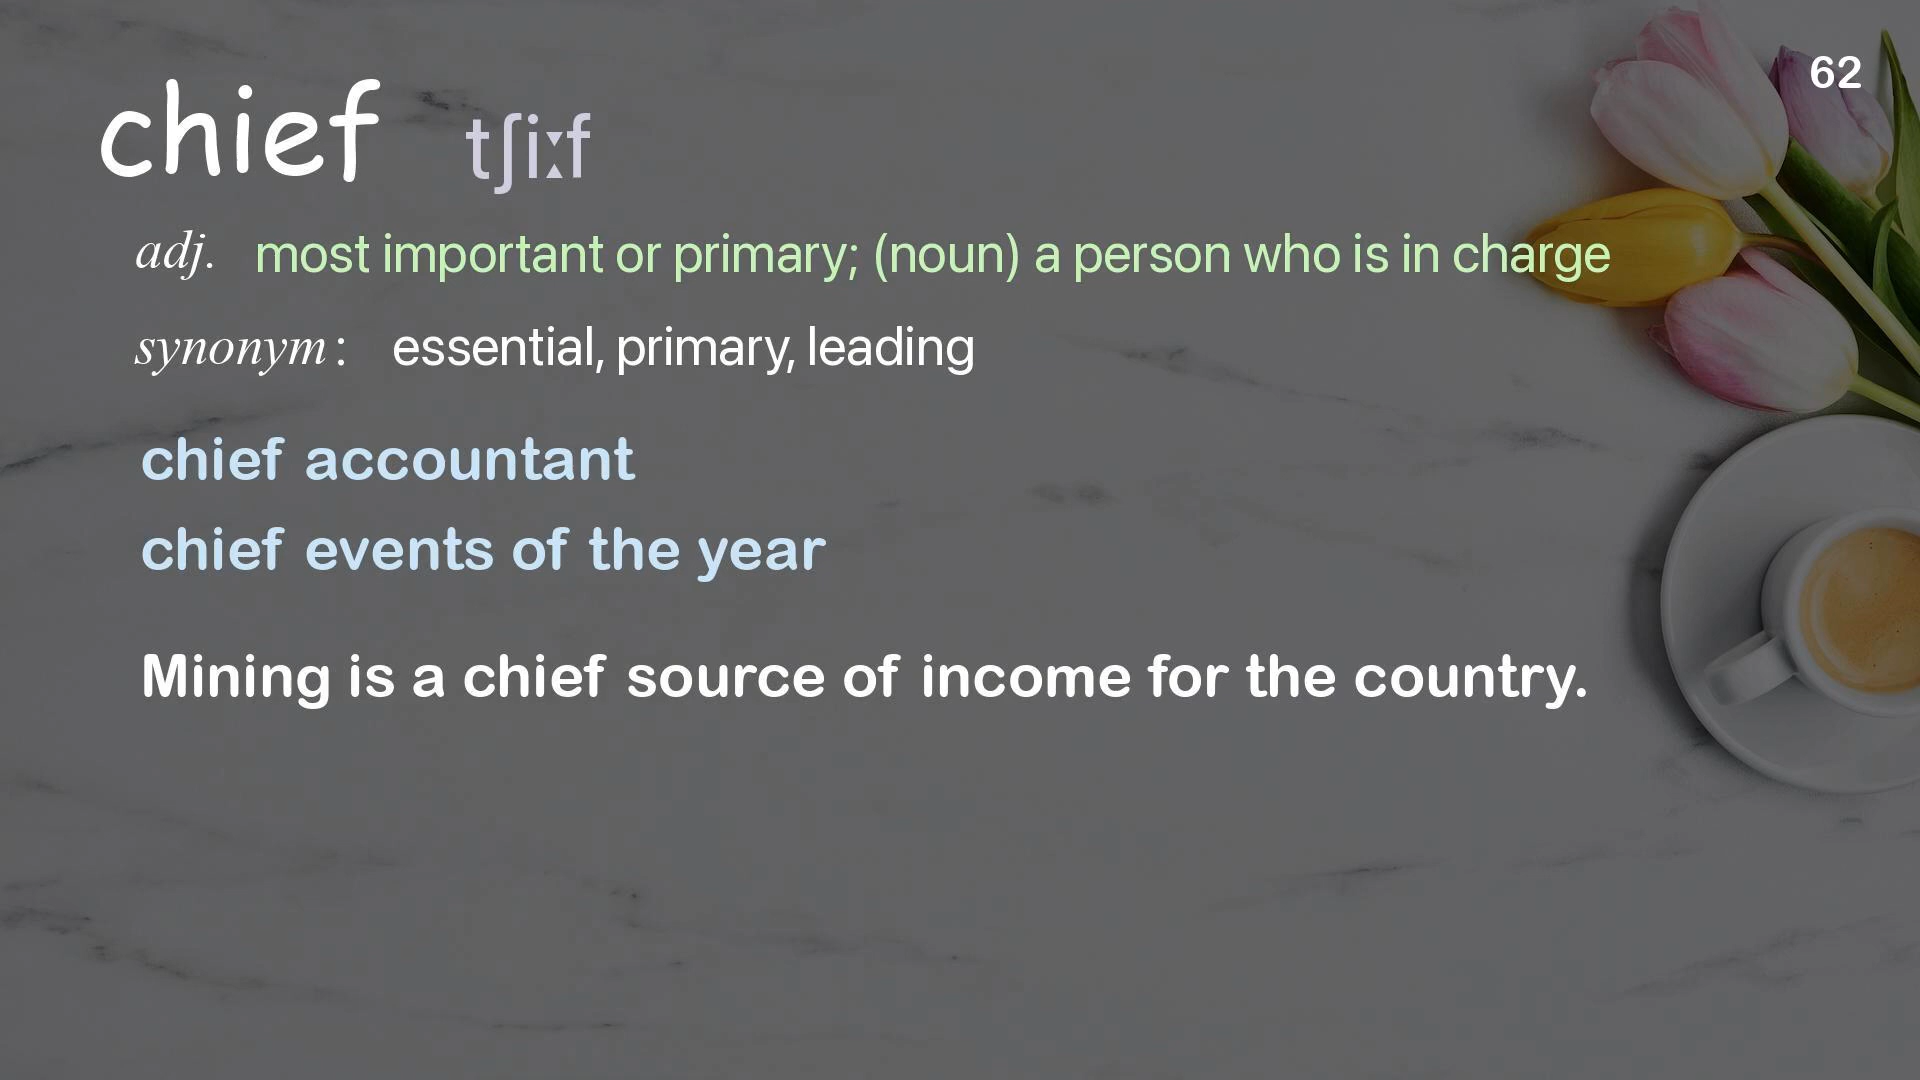 62
chief tʃiːf
adj. most important or primary; (noun) a person who is in charge
synonym: essential, primary, leading
chief accountant
chief events of the year
Mining is a chief source of income for the country.